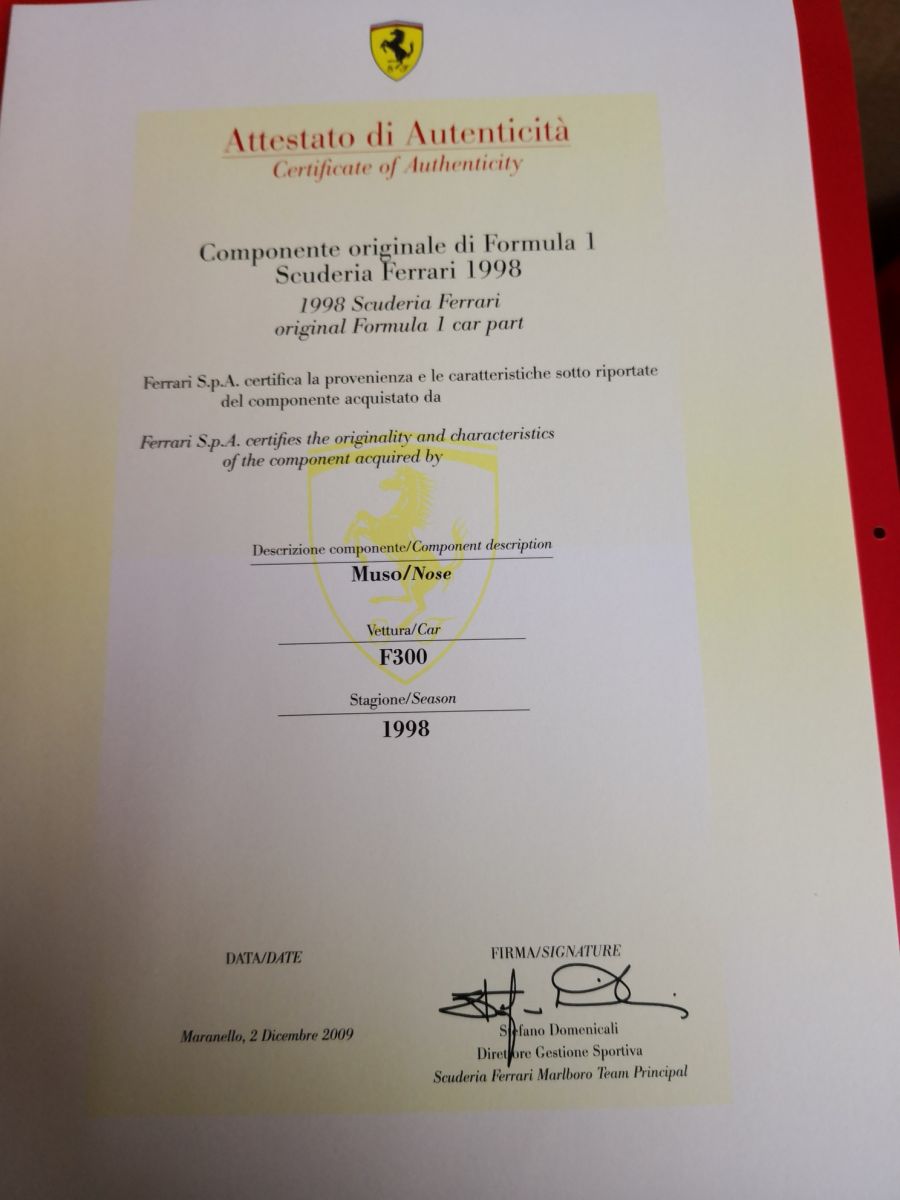 S F
Attestato di Autenticità
Certificate of Authenticity
Componente originale di Formula 1
Scuderia Ferrari 1998
1998 Scuderia Ferrari
original Formula 1 car part
Ferrari S.p.A. certifica la provenienza e le caratteristiche sotto riportate
del componente acquistato da
Ferrari S.p.A. certifies the originality and characteristics
of the component acquired by
Descrizione componente/Component description
Muso/Nose
Vettura/Car
F300
Stagione/Season
1998
DATA/DATE
FIRMA/SIGNATURE
Maranello, 2 Dicembre 2009
Stefano Domenicali
Direttore Gestione Sportiva
Scuderia Ferrari Marlboro Team Principal